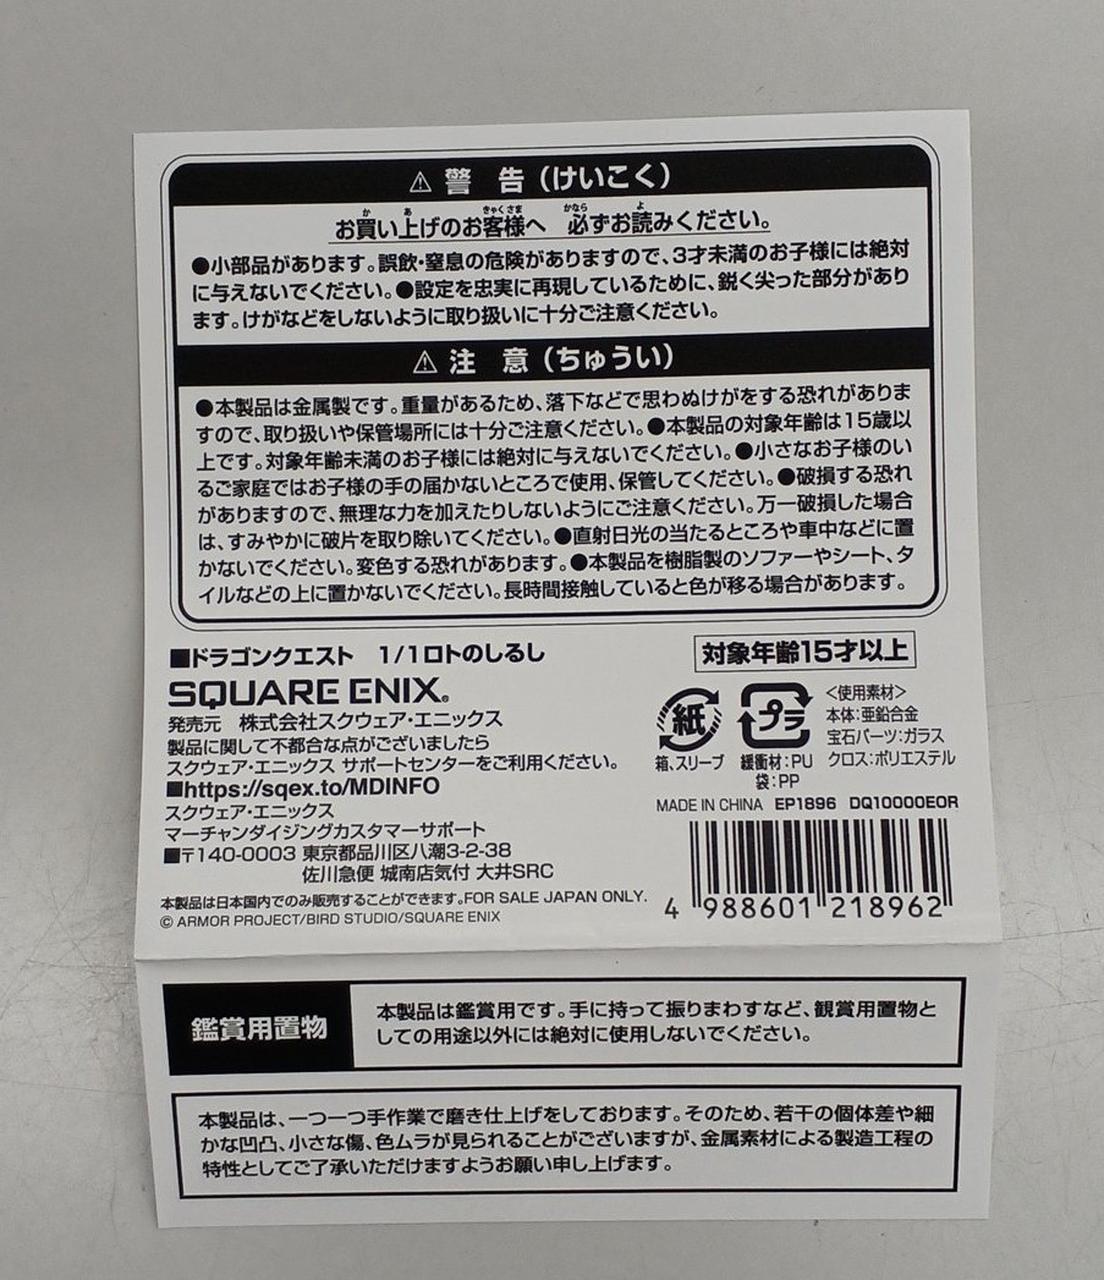 ⚠ 警 告（けいこく）
お買い上げのお客様へ 必ずお読みください。
●小部品があります。誤飲・窒息の危険がありますので、3才未満のお子様には絶対
に与えないでください。●設定を忠実に再現しているために、鋭く尖った部分があり
ます。けがなどをしないように取り扱いに十分ご注意ください。
⚠ 注 意（ちゅうい）
●本製品は金属製です。重量があるため、落下などで思わぬけがをする恐れがありま
すので、取り扱いや保管場所には十分ご注意ください。●本製品の対象年齢は15歳以
上です。対象年齢未満のお子様には絶対に与えないでください。●小さなお子様のい
るご家庭ではお子様の手の届かないところで使用、保管してください。●破損する恐れ
がありますので、無理な力を加えたりしないようにご注意ください。万一破損した場合
は、すみやかに破片を取り除いてください。●直射日光の当たるところや車中などに置
かないでください。変色する恐れがあります。●本製品を樹脂製のソファーやシート、タ
イルなどの上に置かないでください。長時間接触していると色が移る場合があります。
■ドラゴンクエスト 1/1ロトのしるし
SQUARE ENIX®
発売元 株式会社スクウェア・エニックス
製品に関して不都合な点がございましたら
スクウェア・エニックス サポートセンターをご利用ください。
■https://sqex.to/MDINFO
スクウェア・エニックス
マーチャンダイジングカスタマーサポート
■〒140-0003 東京都品川区八潮3-2-38
佐川急便 城南店気付 大井SRC
本製品は日本国内でのみ販売することができます。FOR SALE JAPAN ONLY.
© ARMOR PROJECT/BIRD STUDIO/SQUARE ENIX
対象年齢15才以上
紙
箱、スリーブ
プラ
緩衝材：PU
袋：PP
＜使用素材＞
本体：亜鉛合金
宝石パーツ：ガラス
クロス：ポリエステル
MADE IN CHINA EP1896 DQ10000EOR
4 988601 218962
鑑賞用置物
本製品は鑑賞用です。手に持って振りまわすなど、観賞用置物と
しての用途以外には絶対に使用しないでください。
本製品は、一つ一つ手作業で磨き仕上げをしております。そのため、若干の個体差や細
かな凹凸、小さな傷、色ムラが見られることがございますが、金属素材による製造工程の
特性としてご了承いただけますようお願い申し上げます。